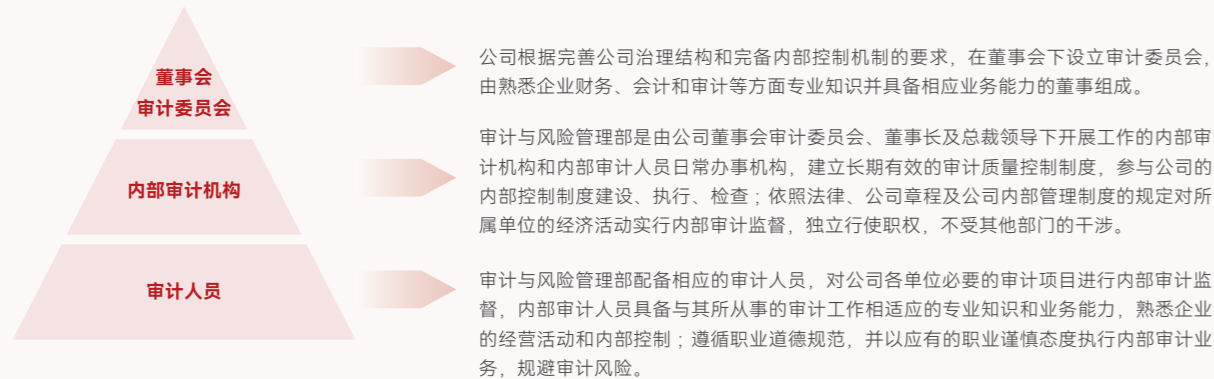 董事会
审计委员会
公司根据完善公司治理结构和完备内部控制机制的要求，在董事会下设立审计委员会，
由熟悉企业财务、会计和审计等方面专业知识并具备相应业务能力的董事组成。
内部审计机构
审计与风险管理部是由公司董事会审计委员会、董事长及总裁领导下开展工作的内部审
计机构和内部审计人员日常办事机构，建立长期有效的审计质量控制制度，参与公司的
内部控制制度建设、执行、检查；依照法律、公司章程及公司内部管理制度的规定对所
属单位的经济活动实行内部审计监督，独立行使职权，不受其他部门的干涉。
审计人员
审计与风险管理部配备相应的审计人员，对公司各单位必要的审计项目进行内部审计监
督，内部审计人员具备与其所从事的审计工作相适应的专业知识和业务能力，熟悉企业
的经营活动和内部控制；遵循职业道德规范，并以应有的职业谨慎态度执行内部审计业
务，规避审计风险。